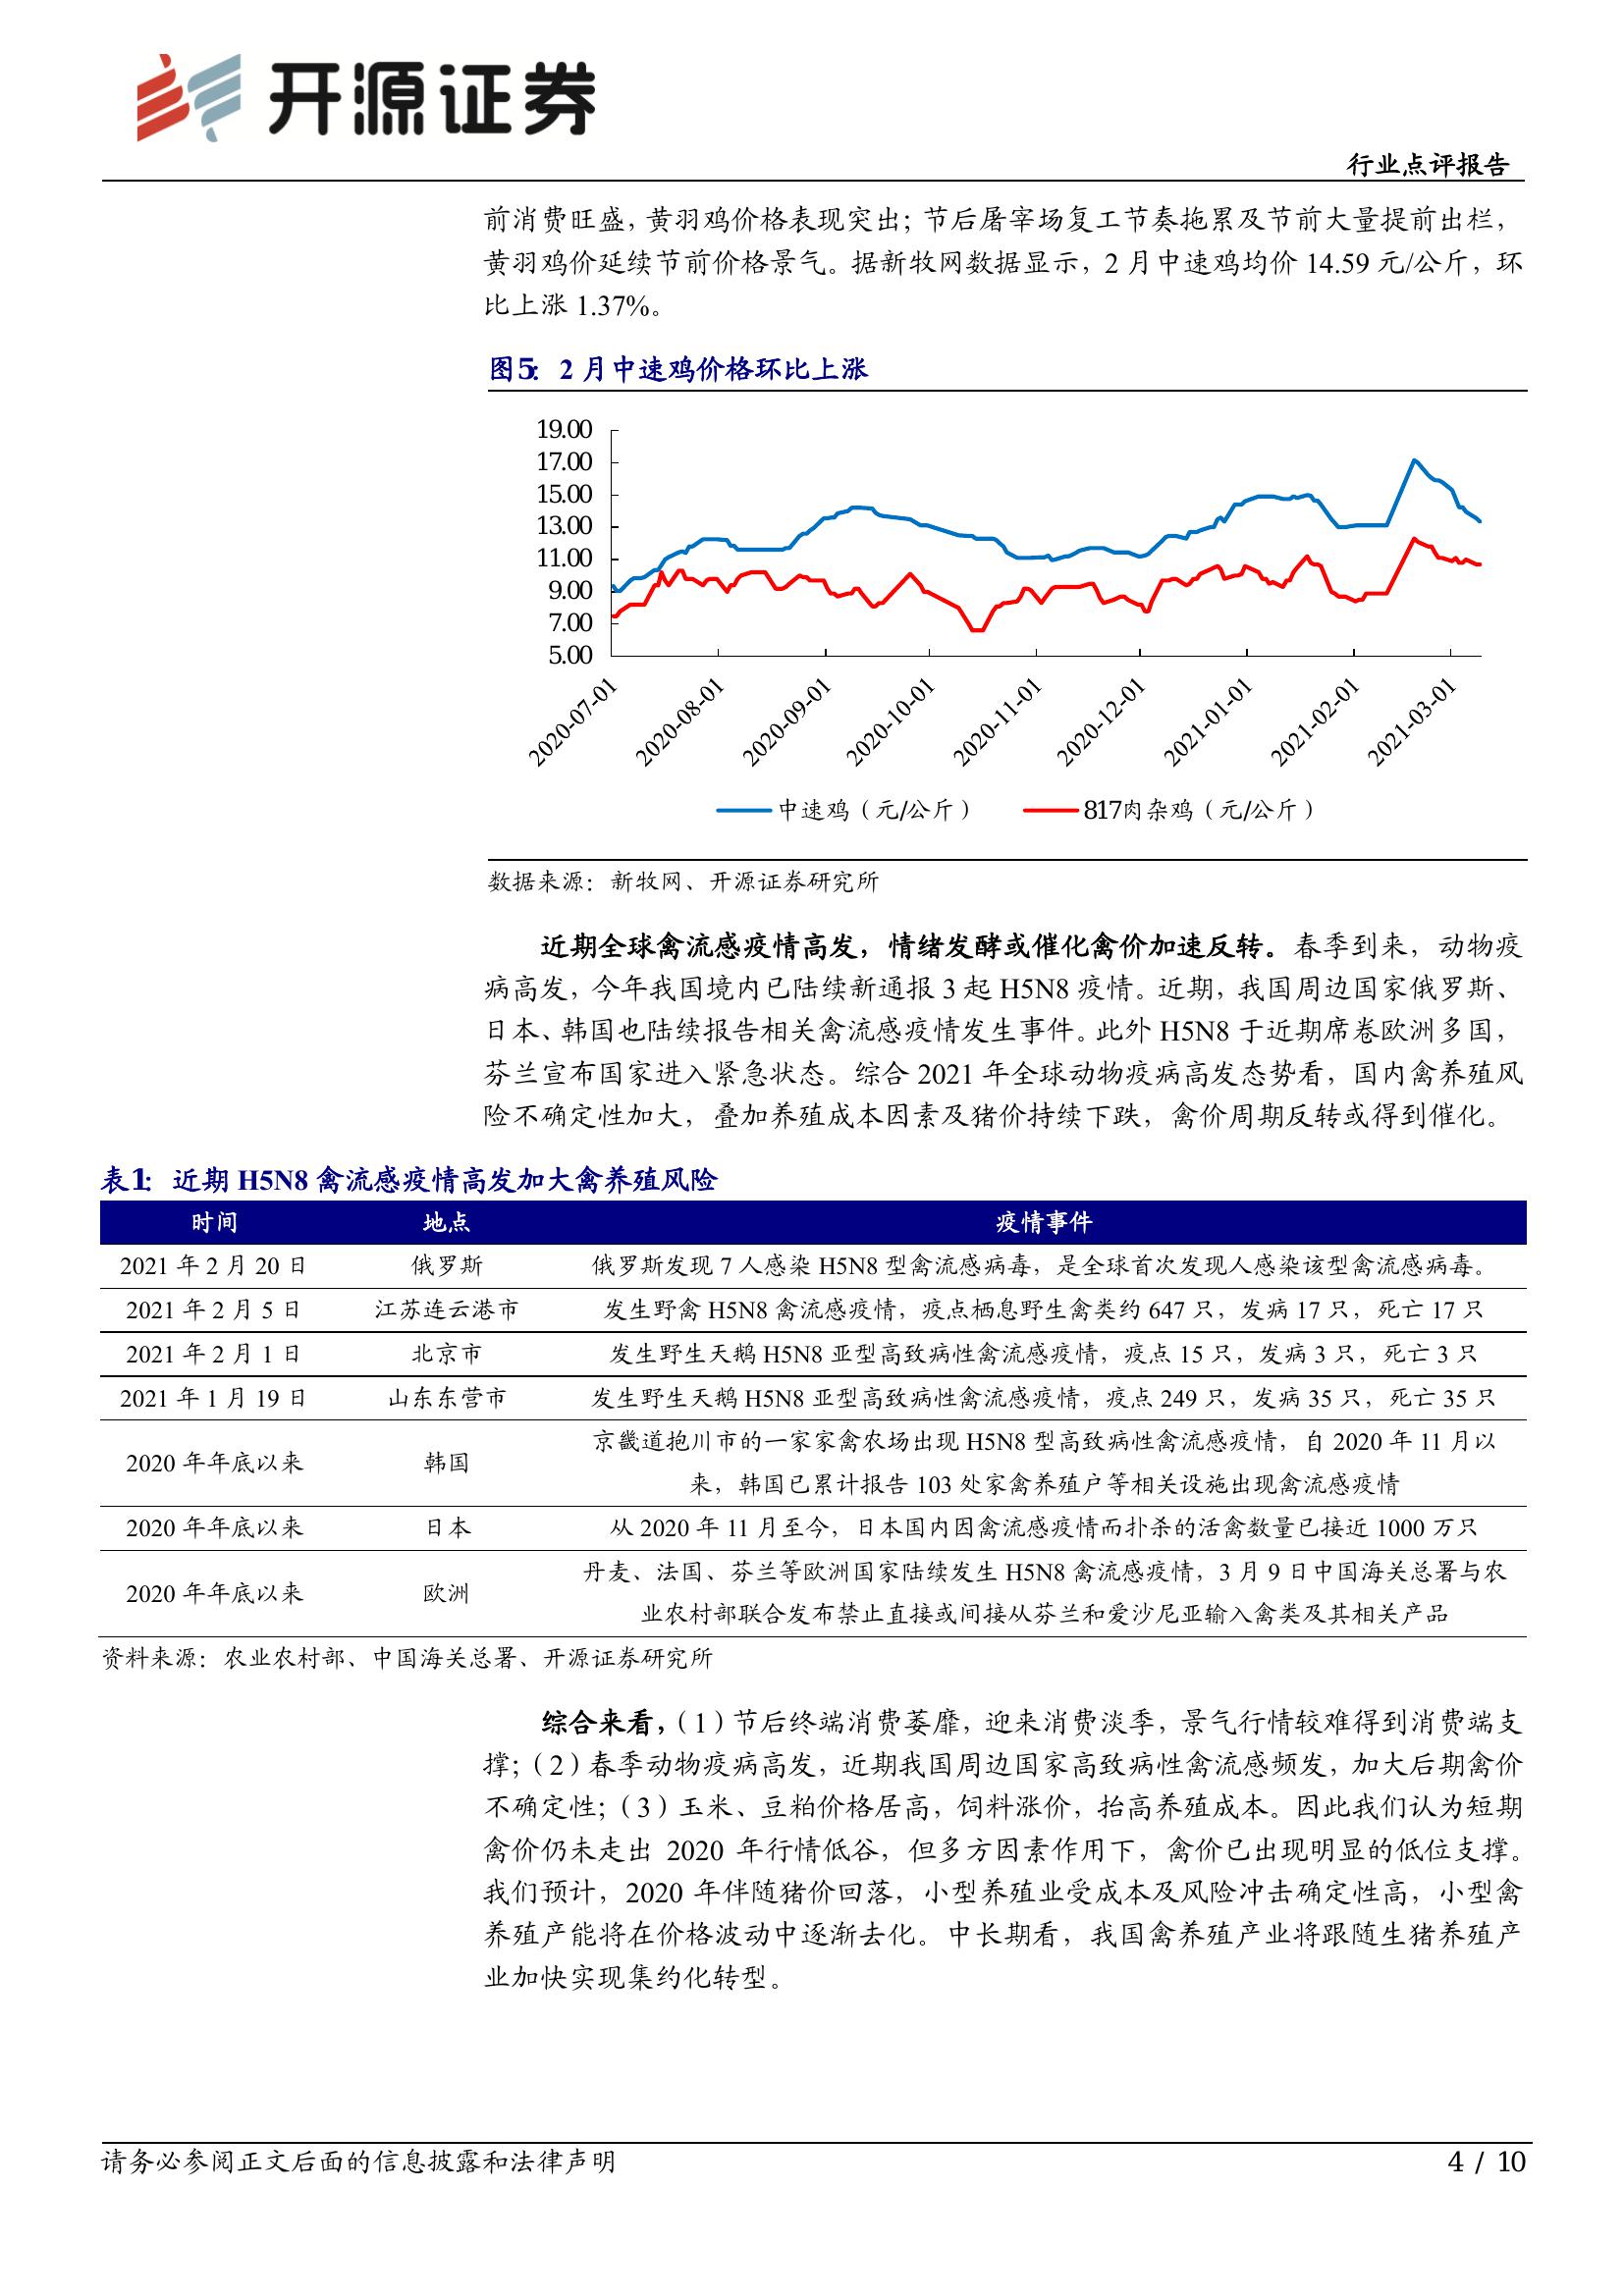 开源证券
行业点评报告
前消费旺盛，黄羽鸡价格表现突出；节后屠宰场复工节奏拖累及节前大量提前出栏，
黄羽鸡价延续节前价格景气。据新牧网数据显示，2 月中速鸡均价 14.59 元/公斤，环
比上涨 1.37%。
图5： 2 月中速鸡价格环比上涨
19.00
17.00
15.00
13.00
11.00
9.00
7.00
5.00
2020-07-01
2020-08-01
2020-09-01
2020-10-01
2020-11-01
2020-12-01
2021-01-01
2021-02-01
2021-03-01
中速鸡（元/公斤） 817肉杂鸡（元/公斤）
数据来源：新牧网、开源证券研究所
近期全球禽流感疫情高发，情绪发酵或催化禽价加速反转。春季到来，动物疫
病高发，今年我国境内已陆续新通报 3 起 H5N8 疫情。近期，我国周边国家俄罗斯、
日本、韩国也陆续报告相关禽流感疫情发生事件。此外 H5N8 于近期席卷欧洲多国，
芬兰宣布国家进入紧急状态。综合 2021 年全球动物疫病高发态势看，国内禽养殖风
险不确定性加大，叠加养殖成本因素及猪价持续下跌，禽价周期反转或得到催化。
表1： 近期 H5N8 禽流感疫情高发加大禽养殖风险
时间 地点 疫情事件
2021 年 2 月 20 日 俄罗斯 俄罗斯发现 7 人感染 H5N8 型禽流感病毒，是全球首次发现人感染该型禽流感病毒。
2021 年 2 月 5 日 江苏连云港市 发生野禽 H5N8 禽流感疫情，疫点栖息野生禽类约 647 只，发病 17 只，死亡 17 只
2021 年 2 月 1 日 北京市 发生野生天鹅 H5N8 亚型高致病性禽流感疫情，疫点 15 只，发病 3 只，死亡 3 只
2021 年 1 月 19 日 山东东营市 发生野生天鹅 H5N8 亚型高致病性禽流感疫情，疫点 249 只，发病 35 只，死亡 35 只
2020 年年底以来 韩国 京畿道抱川市的一家家禽农场出现 H5N8 型高致病性禽流感疫情，自 2020 年 11 月以
来，韩国已累计报告 103 处家禽养殖户等相关设施出现禽流感疫情
2020 年年底以来 日本 从 2020 年 11 月至今，日本国内因禽流感疫情而扑杀的活禽数量已接近 1000 万只
2020 年年底以来 欧洲 丹麦、法国、芬兰等欧洲国家陆续发生 H5N8 禽流感疫情，3 月 9 日中国海关总署与农
业农村部联合发布禁止直接或间接从芬兰和爱沙尼亚输入禽类及其相关产品
资料来源：农业农村部、中国海关总署、开源证券研究所
综合来看，（1）节后终端消费萎靡，迎来消费淡季，景气行情较难得到消费端支
撑；（2）春季动物疫病高发，近期我国周边国家高致病性禽流感频发，加大后期禽价
不确定性；（3）玉米、豆粕价格居高，饲料涨价，抬高养殖成本。因此我们认为短期
禽价仍未走出 2020 年行情低谷，但多方因素作用下，禽价已出现明显的低位支撑。
我们预计，2020 年伴随猪价回落，小型养殖业受成本及风险冲击确定性高，小型禽
养殖产能将在价格波动中逐渐去化。中长期看，我国禽养殖产业将跟随生猪养殖产
业加快实现集约化转型。
请务必参阅正文后面的信息披露和法律声明 4 / 10